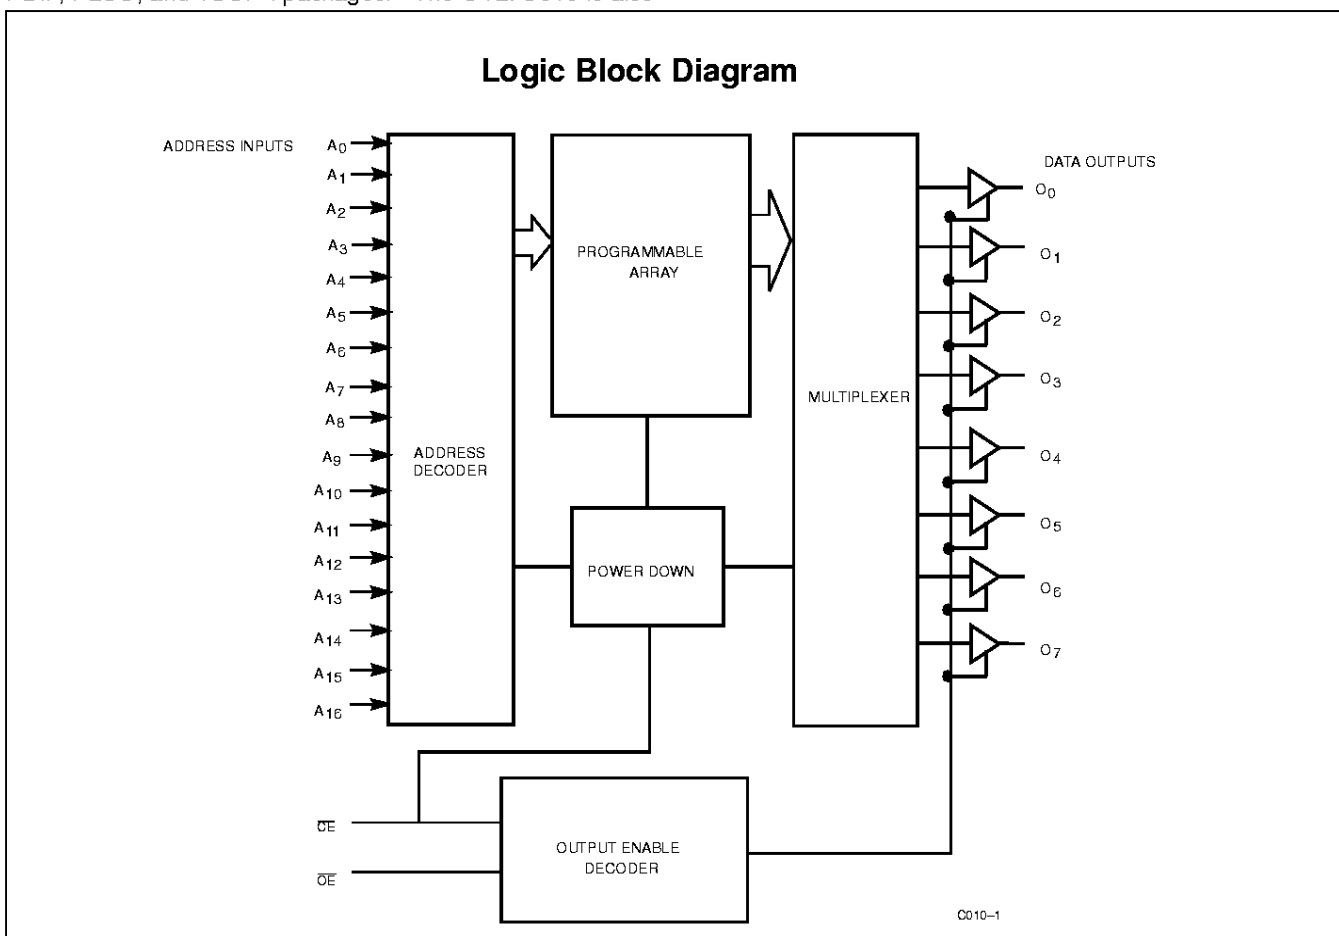 Logic Block Diagram
ADDRESS INPUTS
A0
A1
A2
A3
A4
A5
A6
A7
A8
A9
A10
A11
A12
A13
A14
A15
A16
ADDRESS
DECODER
PROGRAMMABLE
ARRAY
POWER DOWN
MULTIPLEXER
DATA OUTPUTS
O0
O1
O2
O3
O4
O5
O6
O7
CE
OE
OUTPUT ENABLE
DECODER
C010–1